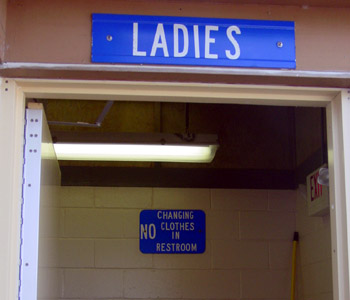 LADIES
CHANGING
NO CLOTHES
IN
RESTROOM